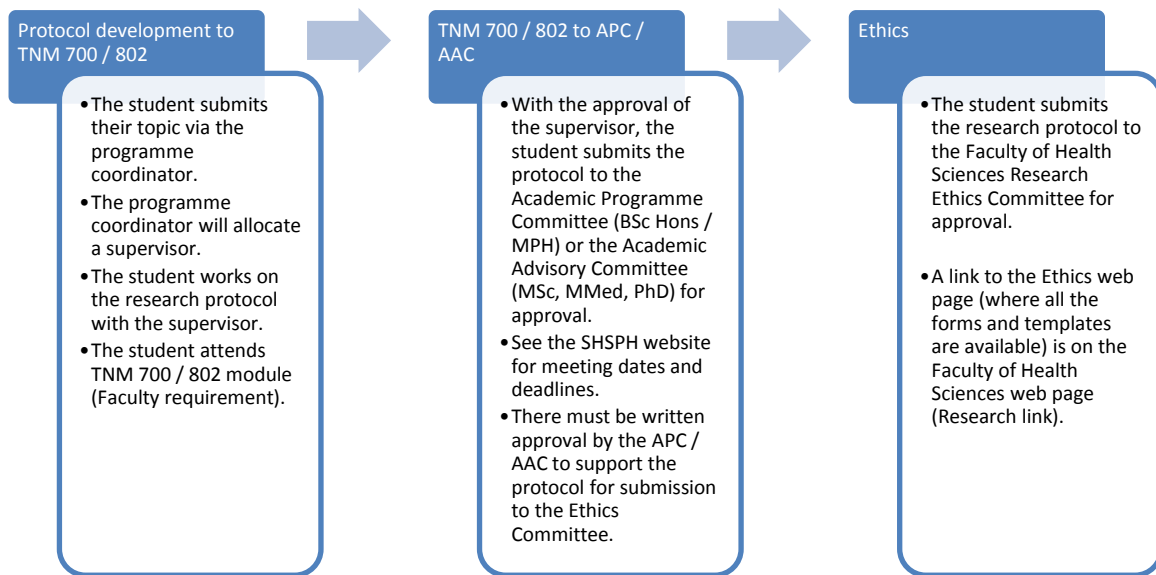 Protocol development to
TNM 700 / 802
•The student submits
their topic via the
programme
coordinator.
•The programme
coordinator will allocate
a supervisor.
•The student works on
the research protocol
with the supervisor.
•The student attends
TNM 700 / 802 module
(Faculty requirement).
TNM 700 / 802 to APC /
AAC
•With the approval of
the supervisor, the
student submits the
protocol to the
Academic Programme
Committee (BSc Hons /
MPH) or the Academic
Advisory Committee
(MSc, MMed, PhD) for
approval.
•See the SHSPH website
for meeting dates and
deadlines.
•There must be written
approval by the APC /
AAC to support the
protocol for submission
to the Ethics
Committee.
Ethics
•The student submits
the research protocol to
the Faculty of Health
Sciences Research
Ethics Committee for
approval.
•A link to the Ethics web
page (where all the
forms and templates
are available) is on the
Faculty of Health
Sciences web page
(Research link).